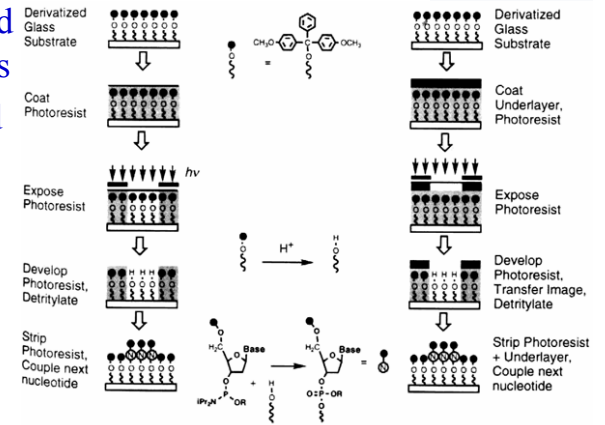 d
s
l
Derivatized
Glass
Substrate
Coat
Photoresist
Expose
Photoresist
hν
Develop
Photoresist,
Detritylate
Strip
Photoresist,
Couple next
nucleotide
CH₃O
C
OCH₃
O
=
H⁺
H
O
O
H₂C
Base
O
O
iPr₂N P OR
+
H
O
O
H₂C
Base
O
O
O=P-OR
O
=
Derivatized
Glass
Substrate
Coat
Underlayer,
Photoresist
Expose
Photoresist
Develop
Photoresist,
Transfer Image,
Detritylate
Strip Photoresist
+ Underlayer,
Couple next
nucleotide